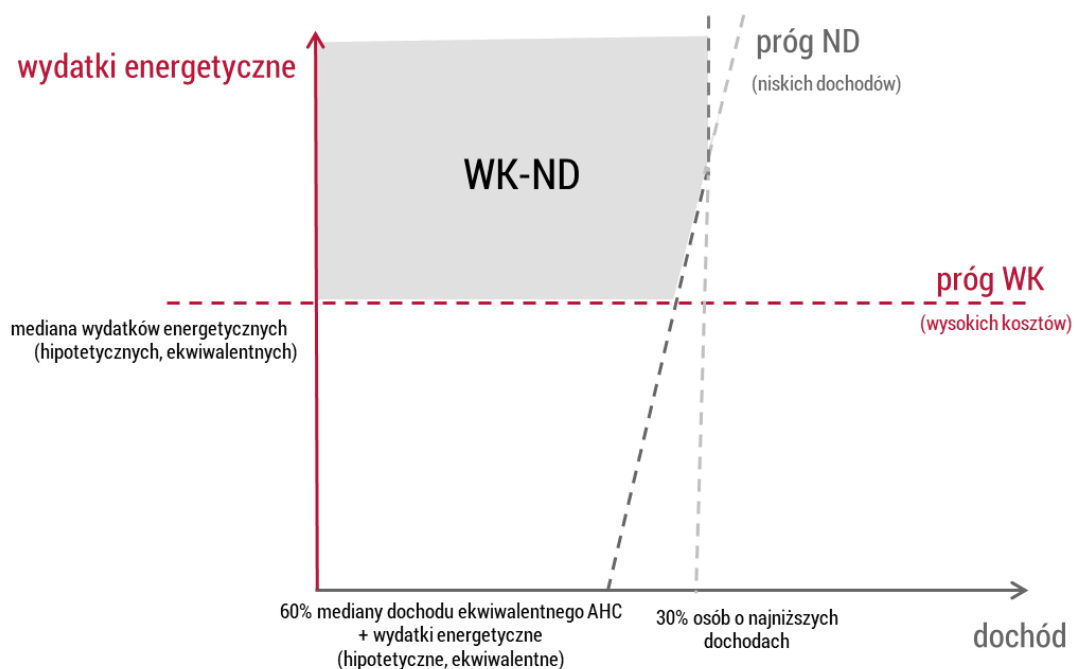 wydatki energetyczne
próg ND
(niskich dochodów)
WK-ND
próg WK
(wysokich kosztów)
mediana wydatków energetycznych
(hipotetycznych, ekwiwalentnych)
60% mediany dochodu ekwiwalentnego AHC
+ wydatki energetyczne
(hipotetyczne, ekwiwalentne)
30% osób o najniższych
dochodach
dochód